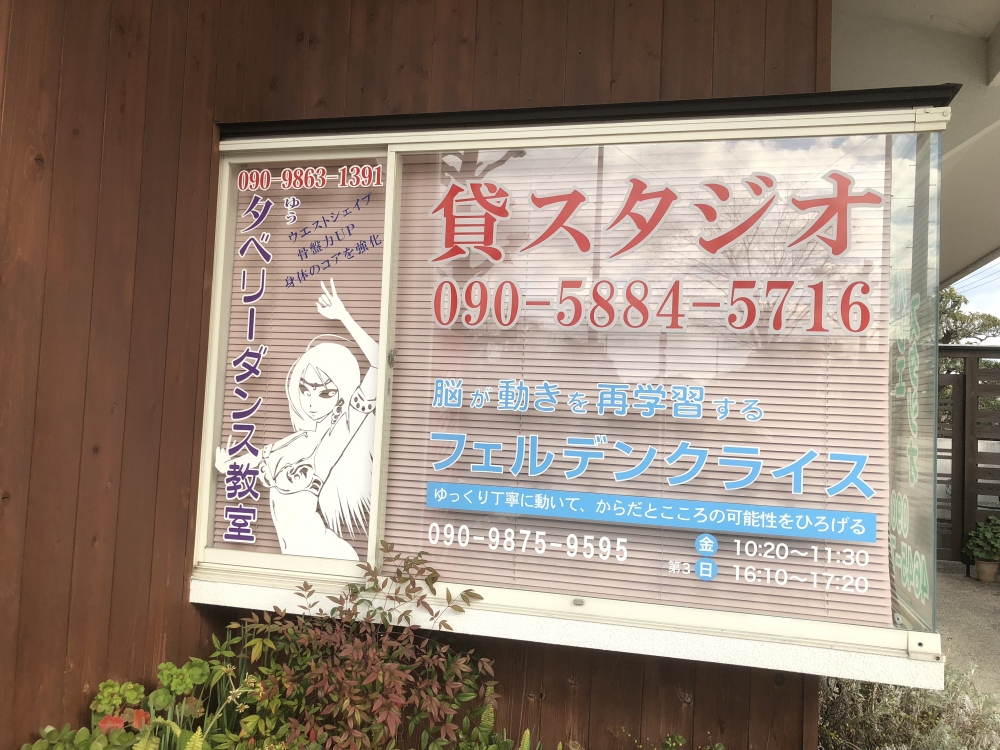 090-9863-1391
夕べリーダンス教室
ゆう
ウエストシェイプ
骨盤力UP
身体のコアを強化
貸スタジオ
090-5884-5716
脳が動きを再学習する
フェルデンクライス
ゆっくり丁寧に動いて、からだとこころの可能性をひろげる
090-9875-9595
金 10:20〜11:30
第3 日 16:10〜17:20